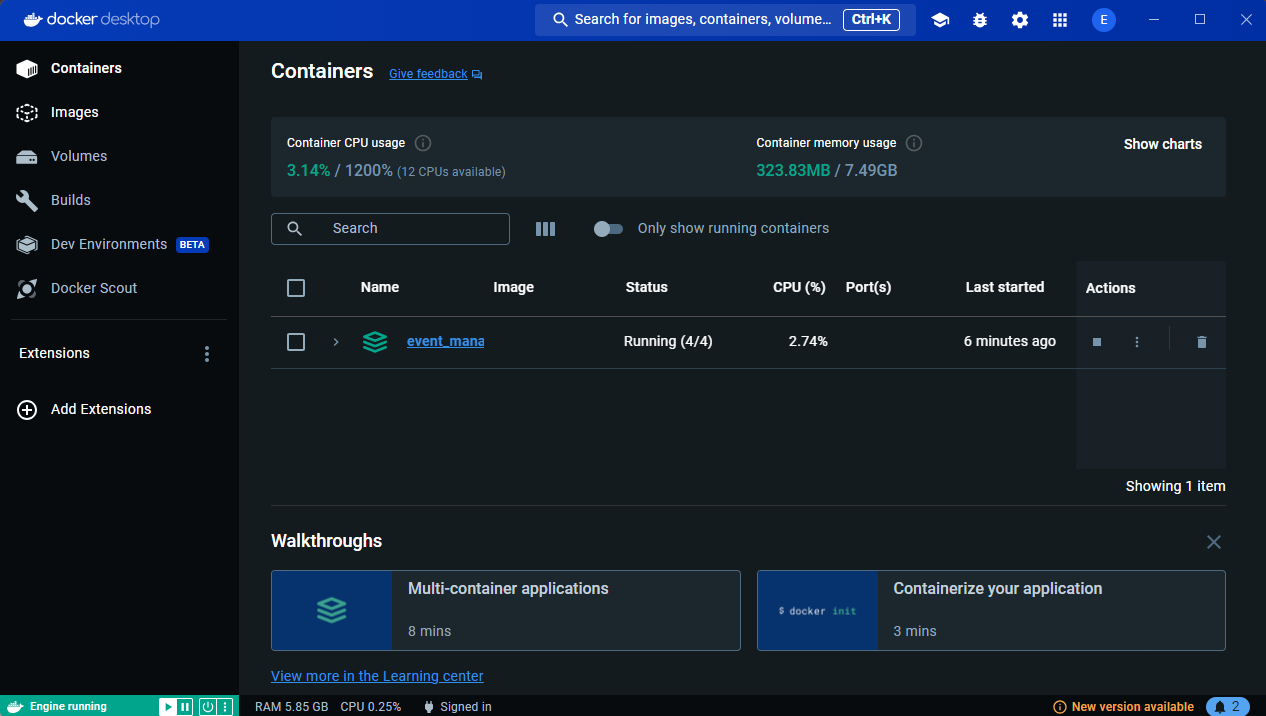 docker desktop
Search for images, containers, volume... Ctrl+K
E
Containers
Images
Volumes
Builds
Dev Environments BETA
Docker Scout
Extensions
Add Extensions
Containers Give feedback
Container CPU usage
3.14% / 1200% (12 CPUs available)
Container memory usage
323.83MB / 7.49GB
Show charts
Search
Only show running containers
Name Image Status CPU (%) Port(s) Last started Actions
event_mana Running (4/4) 2.74% 6 minutes ago
Showing 1 item
Walkthroughs
Multi-container applications
8 mins
$ docker init
Containerize your application
3 mins
View more in the Learning center
Engine running
RAM 5.85 GB CPU 0.25% Signed in
New version available 2